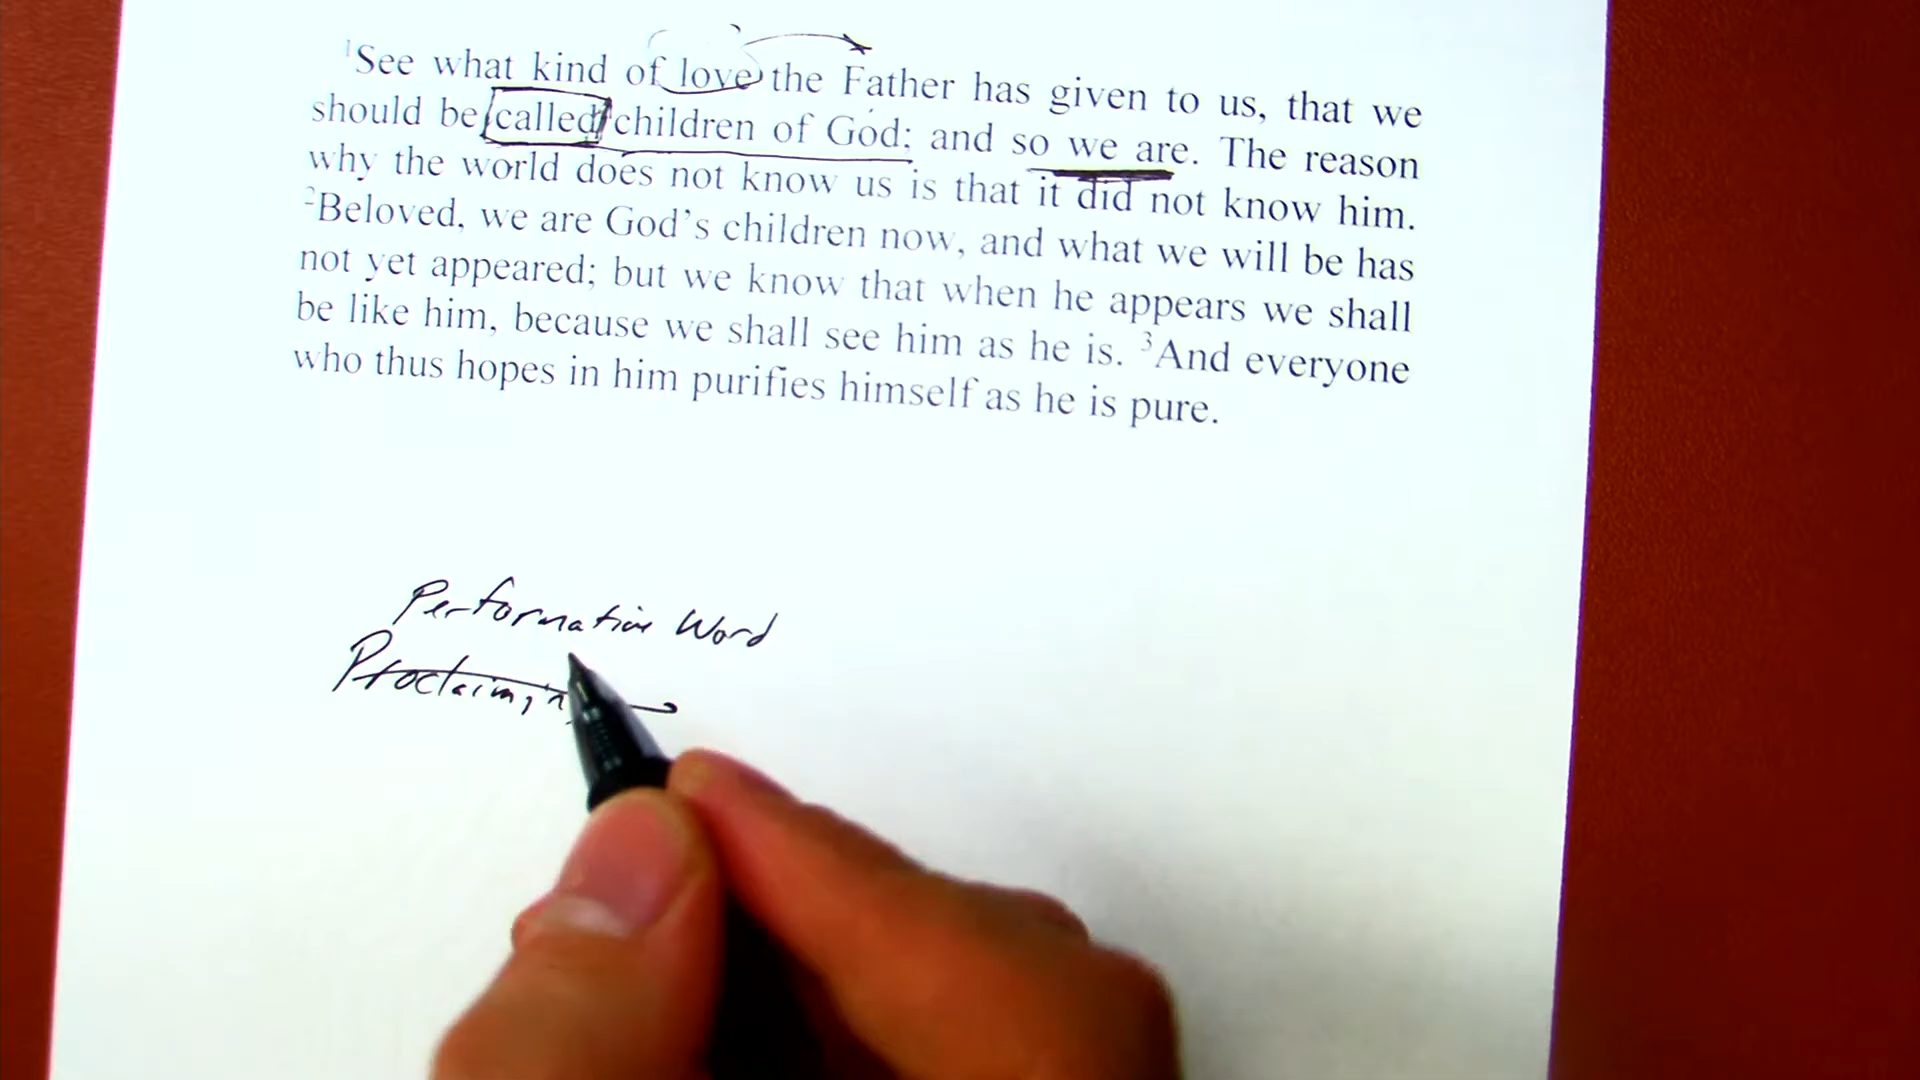 ¹See what kind of love the Father has given to us, that we
should be called children of God; and so we are. The reason
why the world does not know us is that it did not know him.
²Beloved, we are God's children now, and what we will be has
not yet appeared; but we know that when he appears we shall
be like him, because we shall see him as he is. ³And everyone
who thus hopes in him purifies himself as he is pure.
Performative Word